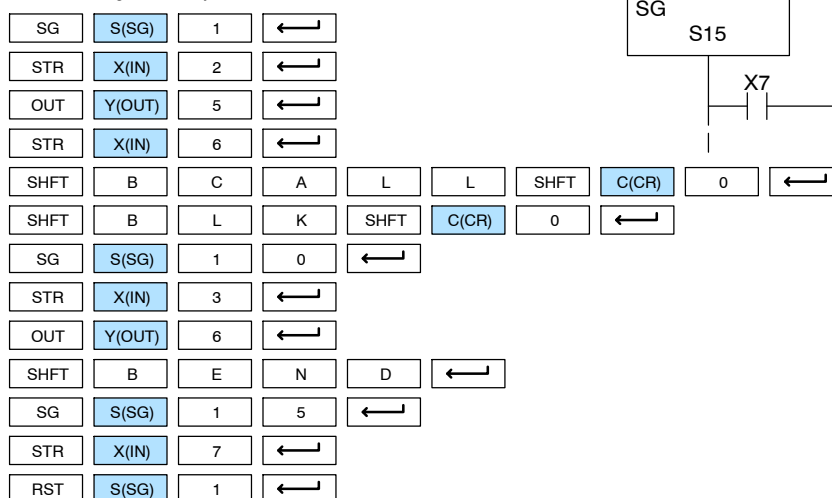 SG S(SG) 1
STR X(IN) 2
OUT Y(OUT) 5
STR X(IN) 6
SHFT B C A L L SHFT C(CR) 0
SHFT B L K SHFT C(CR) 0
SG S(SG) 1 0
STR X(IN) 3
OUT Y(OUT) 6
SHFT B E N D
SG S(SG) 1 5
STR X(IN) 7
RST S(SG) 1
SG
S15
X7